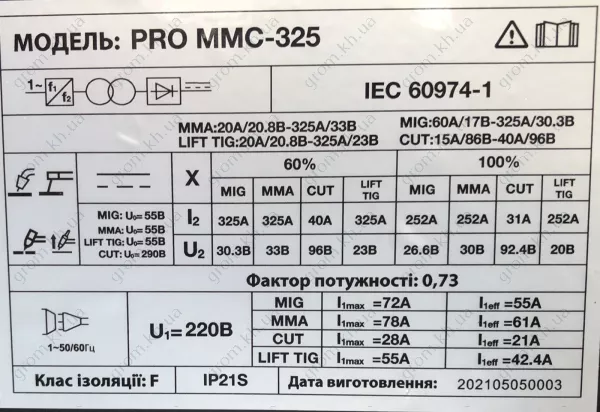 МОДЕЛЬ: PRO MMC-325
1~ f₁ f₂
IEC 60974-1
MMA:20A/20.8B-325A/33B MIG:60A/17B-325A/30.3B
LIFT TIG:20A/20.8B-325A/23B CUT:15A/86B-40A/96B
X 60% 100%
MIG MMA CUT LIFT TIG MIG MMA CUT LIFT TIG
MIG: U₀= 55B
MMA: U₀= 55B
LIFT TIG: U₀= 55B
CUT: U₀= 290B
I₂ 325A 325A 40A 325A 252A 252A 31A 252A
U₂ 30.3B 33B 96B 23B 26.6B 30B 92.4B 20B
Фактор потужності: 0,73
1~50/60Гц
U₁=220B
MIG I₁max =72A I₁eff =55A
MMA I₁max =78A I₁eff =61A
CUT I₁max =28A I₁eff =21A
LIFT TIG I₁max =55A I₁eff =42.4A
Клас ізоляції: F IP21S Дата виготовлення: 202105050003
grom.kh.ua